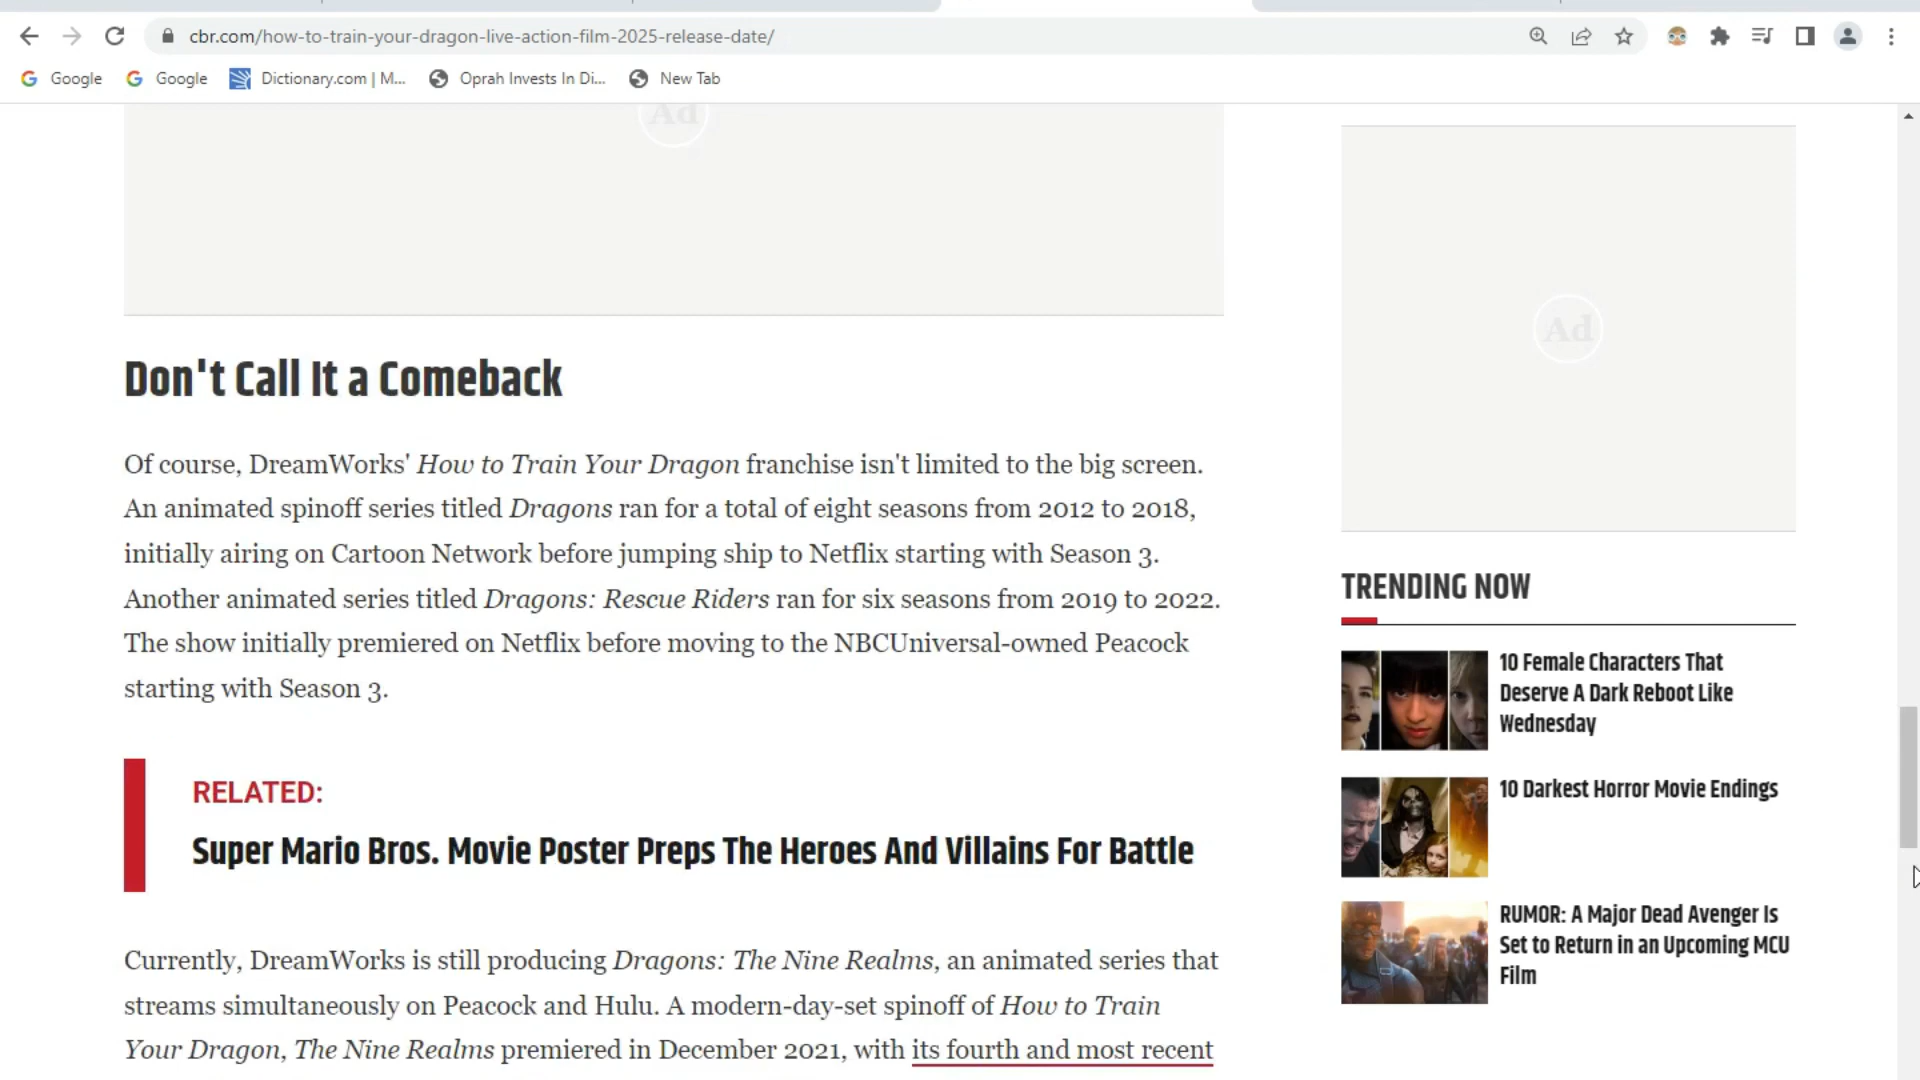 cbr.com/how-to-train-your-dragon-live-action-film-2025-release-date/
Google
Google
Dictionary.com | M...
Oprah Invests In Di...
New Tab
Ad
Ad
Don't Call It a Comeback
Of course, DreamWorks' How to Train Your Dragon franchise isn't limited to the big screen.
An animated spinoff series titled Dragons ran for a total of eight seasons from 2012 to 2018,
initially airing on Cartoon Network before jumping ship to Netflix starting with Season 3.
Another animated series titled Dragons: Rescue Riders ran for six seasons from 2019 to 2022.
The show initially premiered on Netflix before moving to the NBCUniversal-owned Peacock
starting with Season 3.
RELATED:
Super Mario Bros. Movie Poster Preps The Heroes And Villains For Battle
Currently, DreamWorks is still producing Dragons: The Nine Realms, an animated series that
streams simultaneously on Peacock and Hulu. A modern-day-set spinoff of How to Train
Your Dragon, The Nine Realms premiered in December 2021, with its fourth and most recent
TRENDING NOW
10 Female Characters That
Deserve A Dark Reboot Like
Wednesday
10 Darkest Horror Movie Endings
RUMOR: A Major Dead Avenger Is
Set to Return in an Upcoming MCU
Film